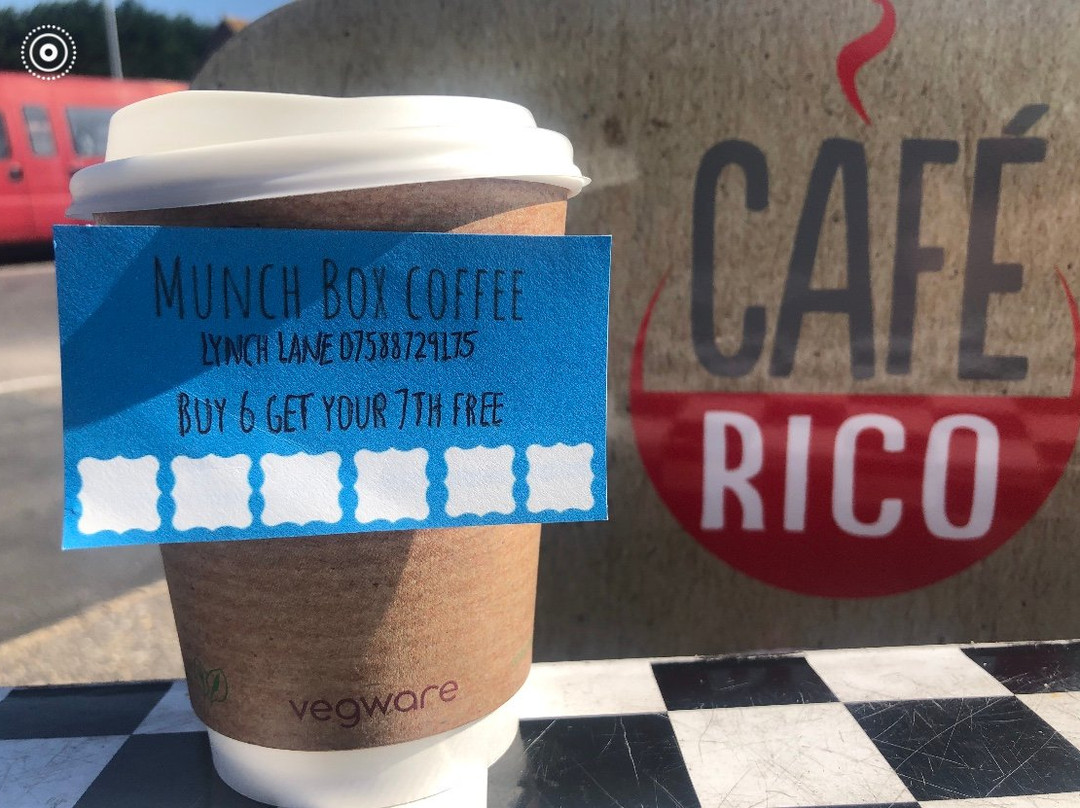 MUNCH BOX COFFEE
LYNCH LANE 07588729175
BUY 6 GET YOUR 7TH FREE
vegware
CAFÉ
RICO